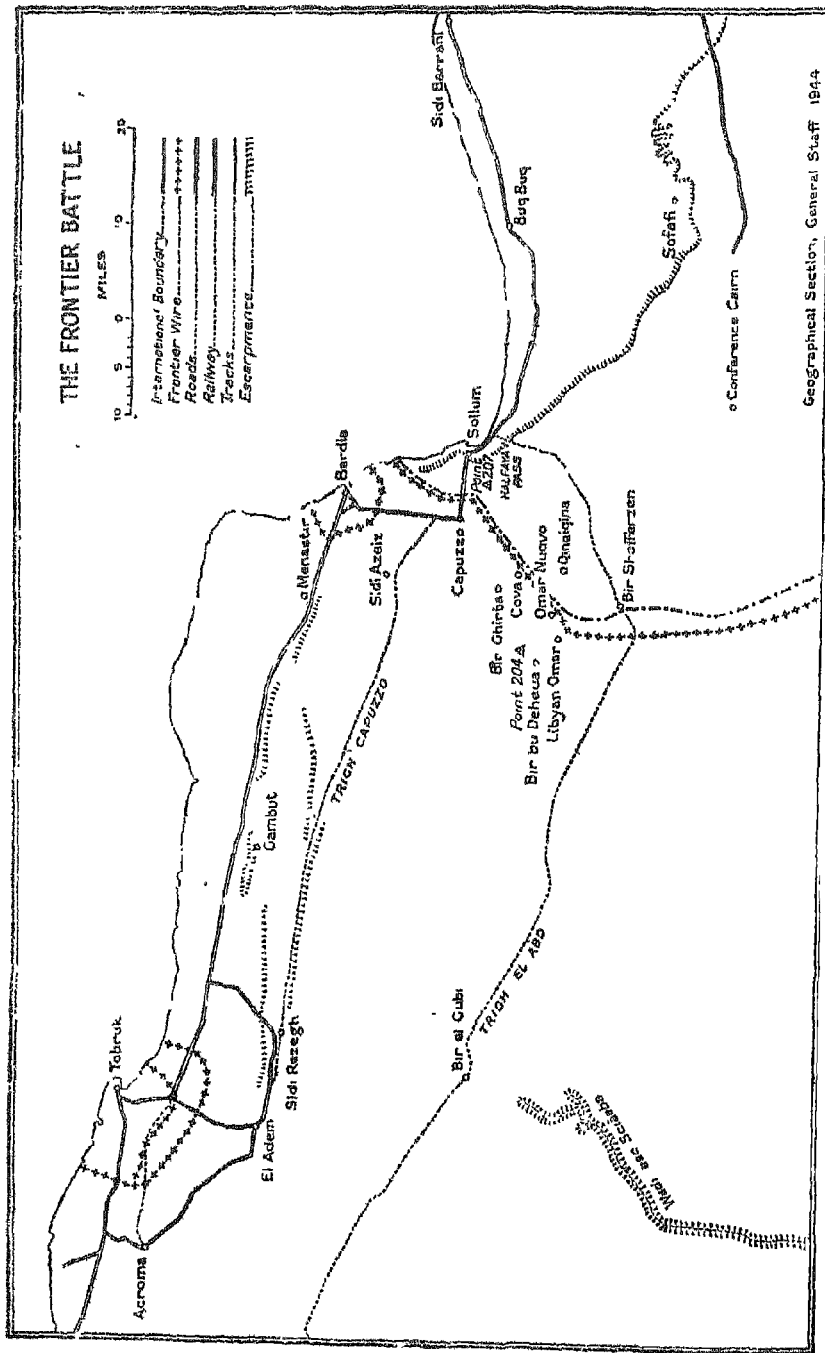 THE FRONTIER BATTLE
MILES
10 5 0 10 20
International Boundary
Frontier Wire
Roads
Railway
Tracks
Escarpments
Tobruk
Acroma
El Adem
Sidi Rezegh
Gambut
Menastir
Bardia
Sidi Azeiz
TRIGH CAPUZZO
Capuzzo
Sollum
Point 207
HALFAYA PASS
Sidi Barrani
Buq Buq
Bir Ghirba
Cova
Point 204
Omar Nuovo
Bir bu Deheua
Qineiqina
Libyan Omar
Bir Sheferzen
Sofafi
Bir el Gubi
TRIGH EL ABD
Conference Cairn
Geographical Section, General Staff 1944